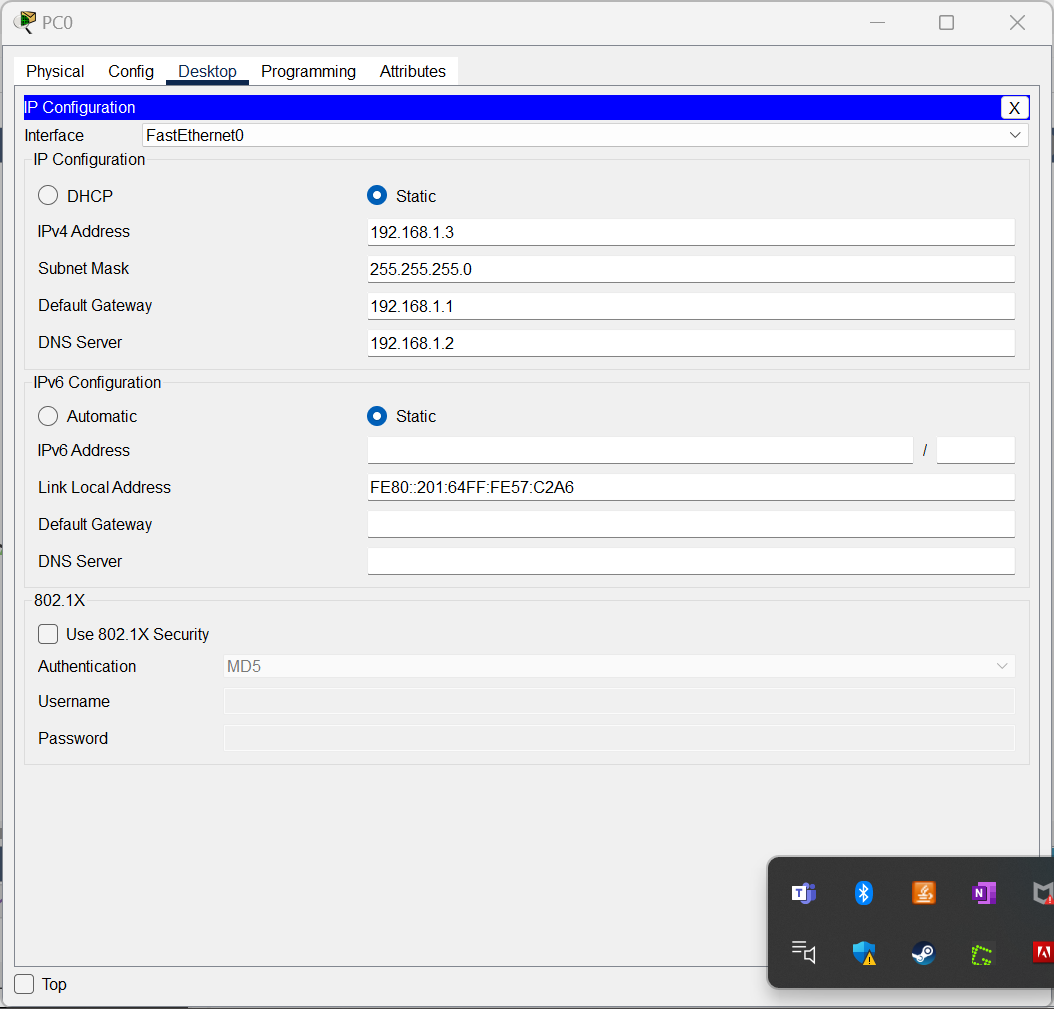 PC0
Physical Config Desktop Programming Attributes
IP Configuration X
Interface FastEthernet0
IP Configuration
DHCP Static
IPv4 Address 192.168.1.3
Subnet Mask 255.255.255.0
Default Gateway 192.168.1.1
DNS Server 192.168.1.2
IPv6 Configuration
Automatic Static
IPv6 Address /
Link Local Address FE80::201:64FF:FE57:C2A6
Default Gateway
DNS Server
802.1X
Use 802.1X Security
Authentication MD5
Username
Password
T N
Top